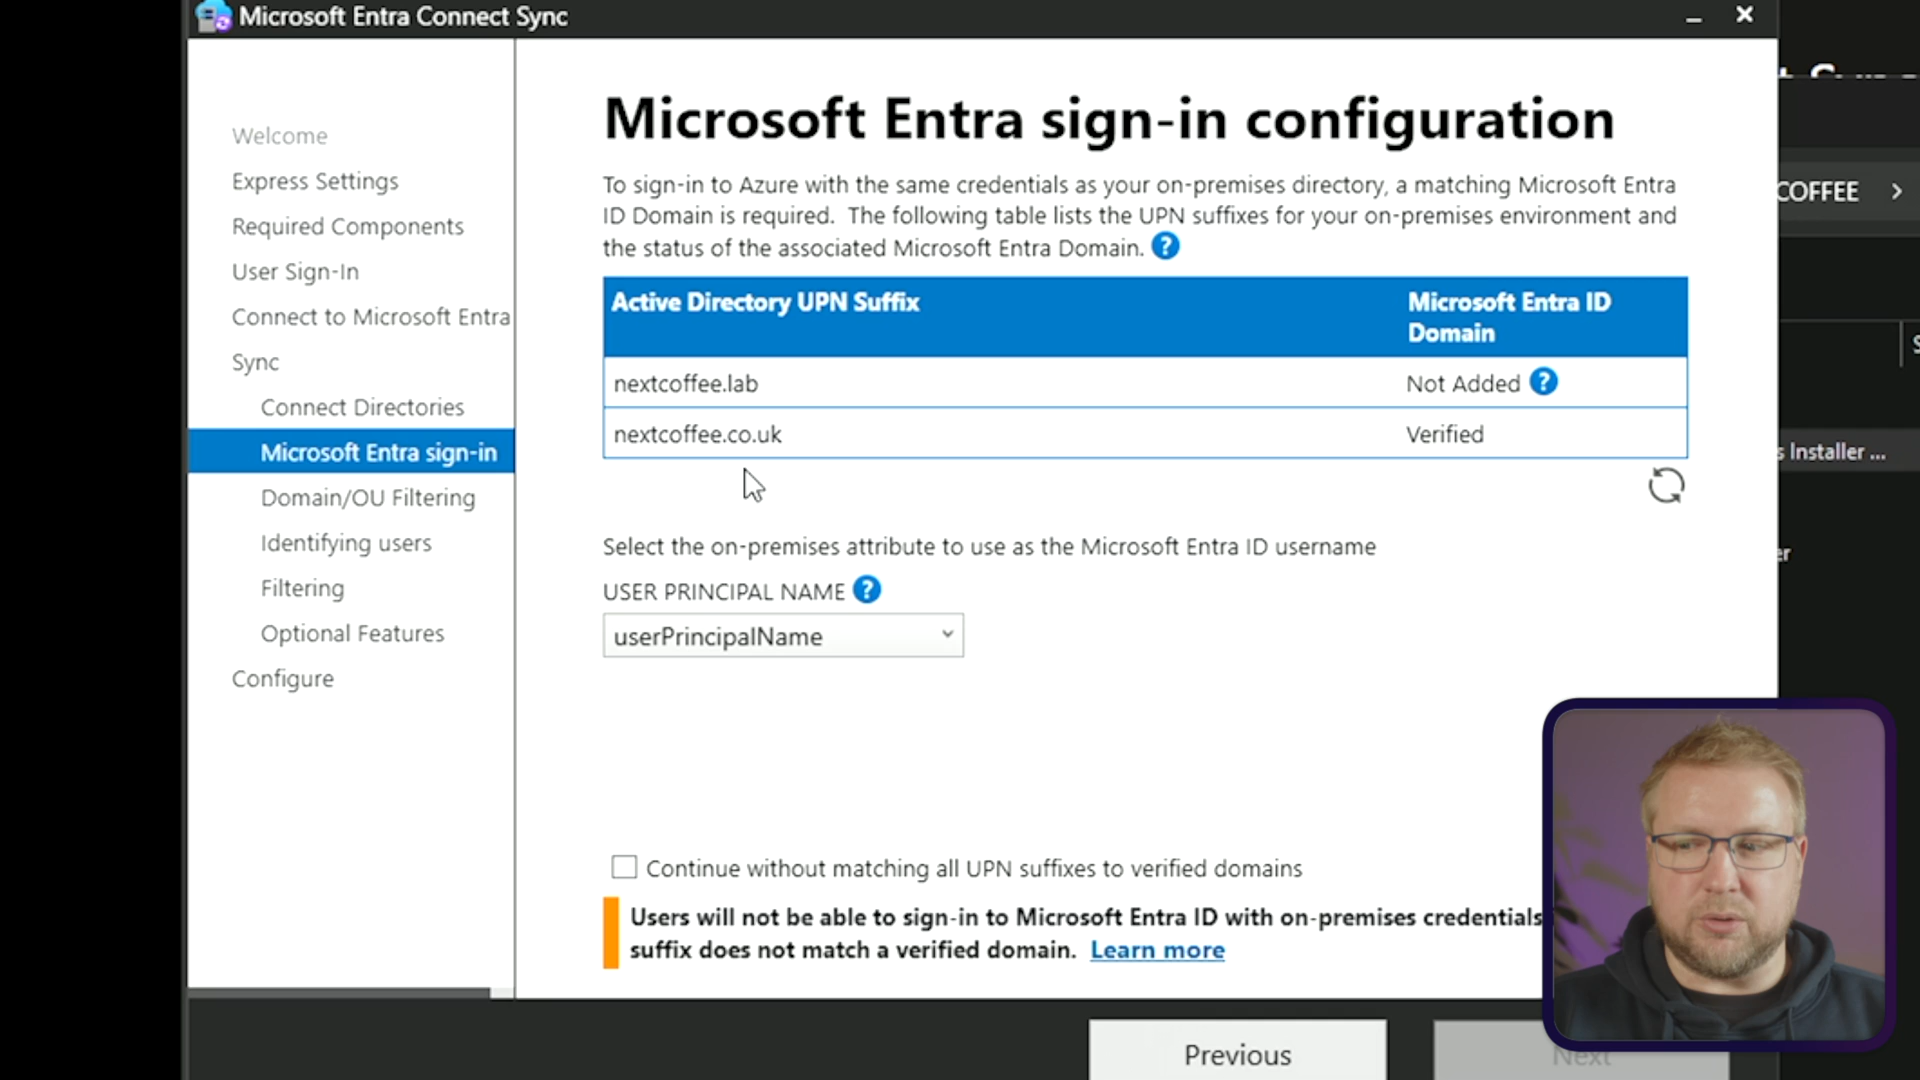 Microsoft Entra Connect Sync
Welcome
Express Settings
Required Components
User Sign-In
Connect to Microsoft Entra
Sync
Connect Directories
Microsoft Entra sign-in
Domain/OU Filtering
Identifying users
Filtering
Optional Features
Configure
Microsoft Entra sign-in configuration
To sign-in to Azure with the same credentials as your on-premises directory, a matching Microsoft Entra
ID Domain is required. The following table lists the UPN suffixes for your on-premises environment and
the status of the associated Microsoft Entra Domain. ?
Active Directory UPN Suffix
Microsoft Entra ID
Domain
nextcoffee.lab
Not Added ?
nextcoffee.co.uk
Verified
Select the on-premises attribute to use as the Microsoft Entra ID username
USER PRINCIPAL NAME ?
userPrincipalName
Continue without matching all UPN suffixes to verified domains
Users will not be able to sign-in to Microsoft Entra ID with on-premises credentials
suffix does not match a verified domain. Learn more
Previous
Next
COFFEE
s Installer ...
er